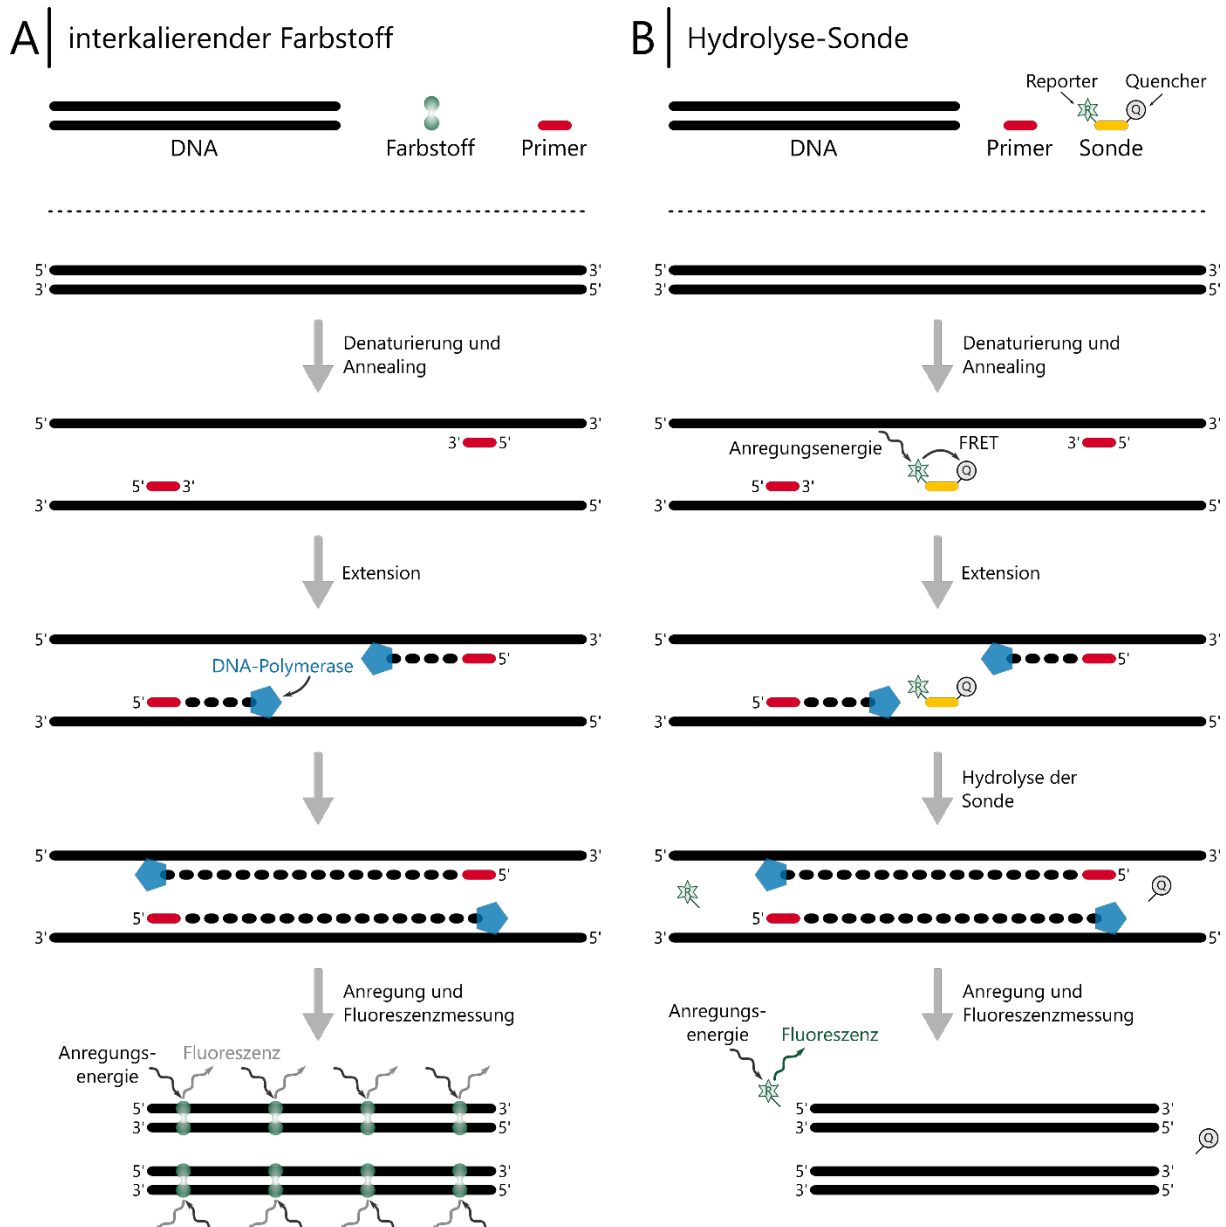 A interkalierender Farbstoff
DNA
Farbstoff
Primer
5' 3'
3' 5'
Denaturierung und
Annealing
5' 3'
3' 5'
5' 3'
3' 5'
Extension
5' 3'
DNA-Polymerase 5'
5'
3' 5'
5' 3'
5'
5'
3' 5'
Anregung und
Fluoreszenzmessung
Anregungs-
energie
Fluoreszenz
5' 3'
3' 5'
5' 3'
3' 5'
B Hydrolyse-Sonde
Reporter
Quencher
R
Q
DNA
Primer
Sonde
5' 3'
3' 5'
Denaturierung und
Annealing
5' 3'
Anregungsenergie
FRET
3' 5'
R
Q
5' 3'
3' 5'
Extension
5' 3'
5'
R
Q
5'
3' 5'
Hydrolyse der
Sonde
5' 3'
5'
R
Q
5'
3' 5'
Anregung und
Fluoreszenzmessung
Anregungs-
energie
Fluoreszenz
R
5' 3'
3' 5'
Q
5' 3'
3' 5'